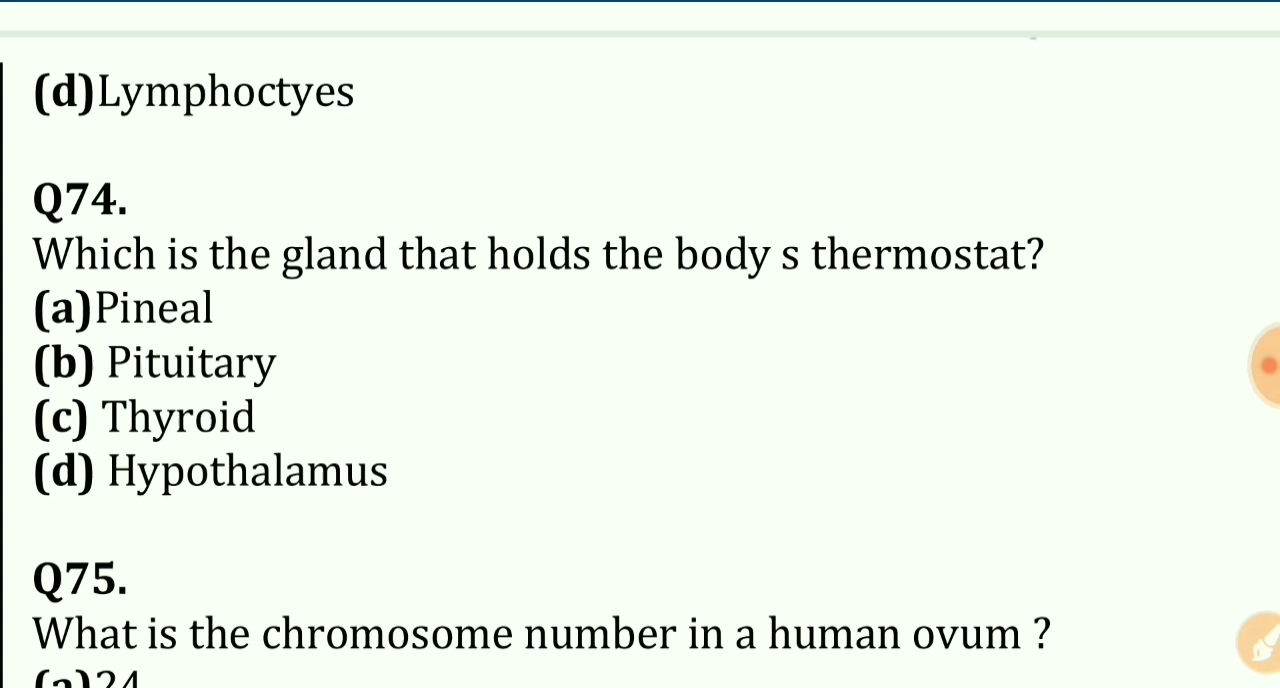 (d)Lymphoctyes
Q74.
Which is the gland that holds the body s thermostat?
(a)Pineal
(b) Pituitary
(c) Thyroid
(d) Hypothalamus
Q75.
What is the chromosome number in a human ovum ?
(a)24